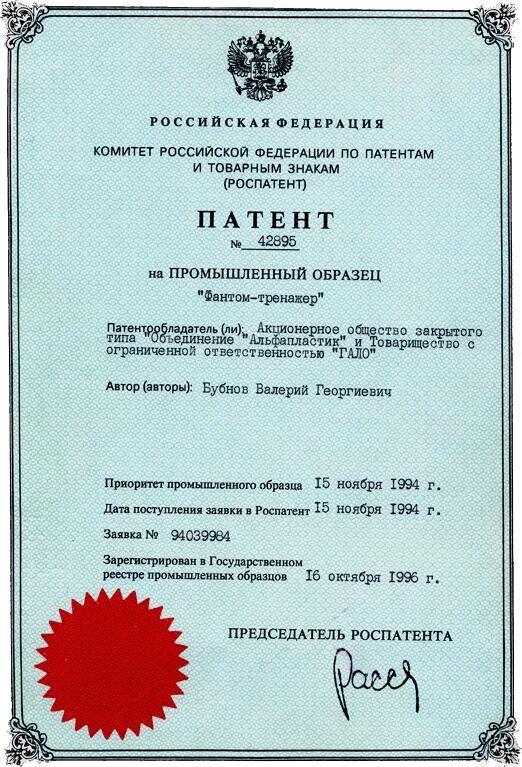 РОССИЙСКАЯ ФЕДЕРАЦИЯ
КОМИТЕТ РОССИЙСКОЙ ФЕДЕРАЦИИ ПО ПАТЕНТАМ
И ТОВАРНЫМ ЗНАКАМ
(РОСПАТЕНТ)
ПАТЕНТ
№ 42895
на ПРОМЫШЛЕННЫЙ ОБРАЗЕЦ
"Фантом-тренажер"
Патентообладатель (ли): Акционерное общество закрытого
типа "Объединение "Альфапластик" и Товарищество с
ограниченной ответственностью "ГАЛО"
Автор (авторы): Бубнов Валерий Георгиевич
Приоритет промышленного образца 15 ноября 1994 г.
Дата поступления заявки в Роспатент 15 ноября 1994 г.
Заявка № 94039984
Зарегистрирован в Государственном
реестре промышленных образцов 16 октября 1996 г.
ПРЕДСЕДАТЕЛЬ РОСПАТЕНТА